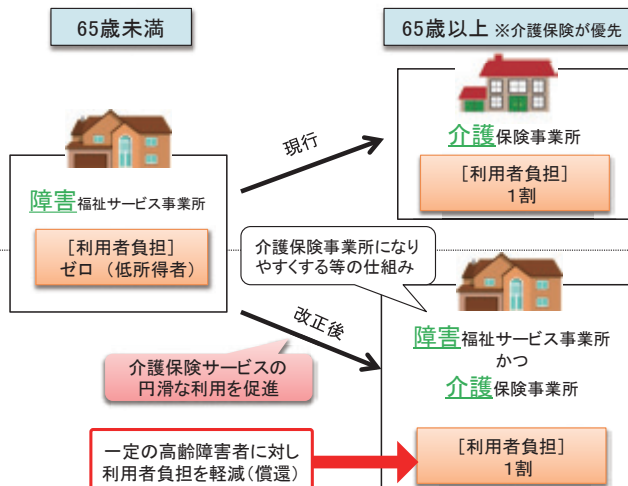 65歳未満
65歳以上 ※介護保険が優先
現行
介護保険事業所
[利用者負担]
1割
障害福祉サービス事業所
[利用者負担]
ゼロ（低所得者）
介護保険事業所になり
やすくする等の仕組み
改正後
介護保険サービスの
円滑な利用を促進
障害福祉サービス事業所
かつ
介護保険事業所
一定の高齢障害者に対し
利用者負担を軽減(償還)
[利用者負担]
1割